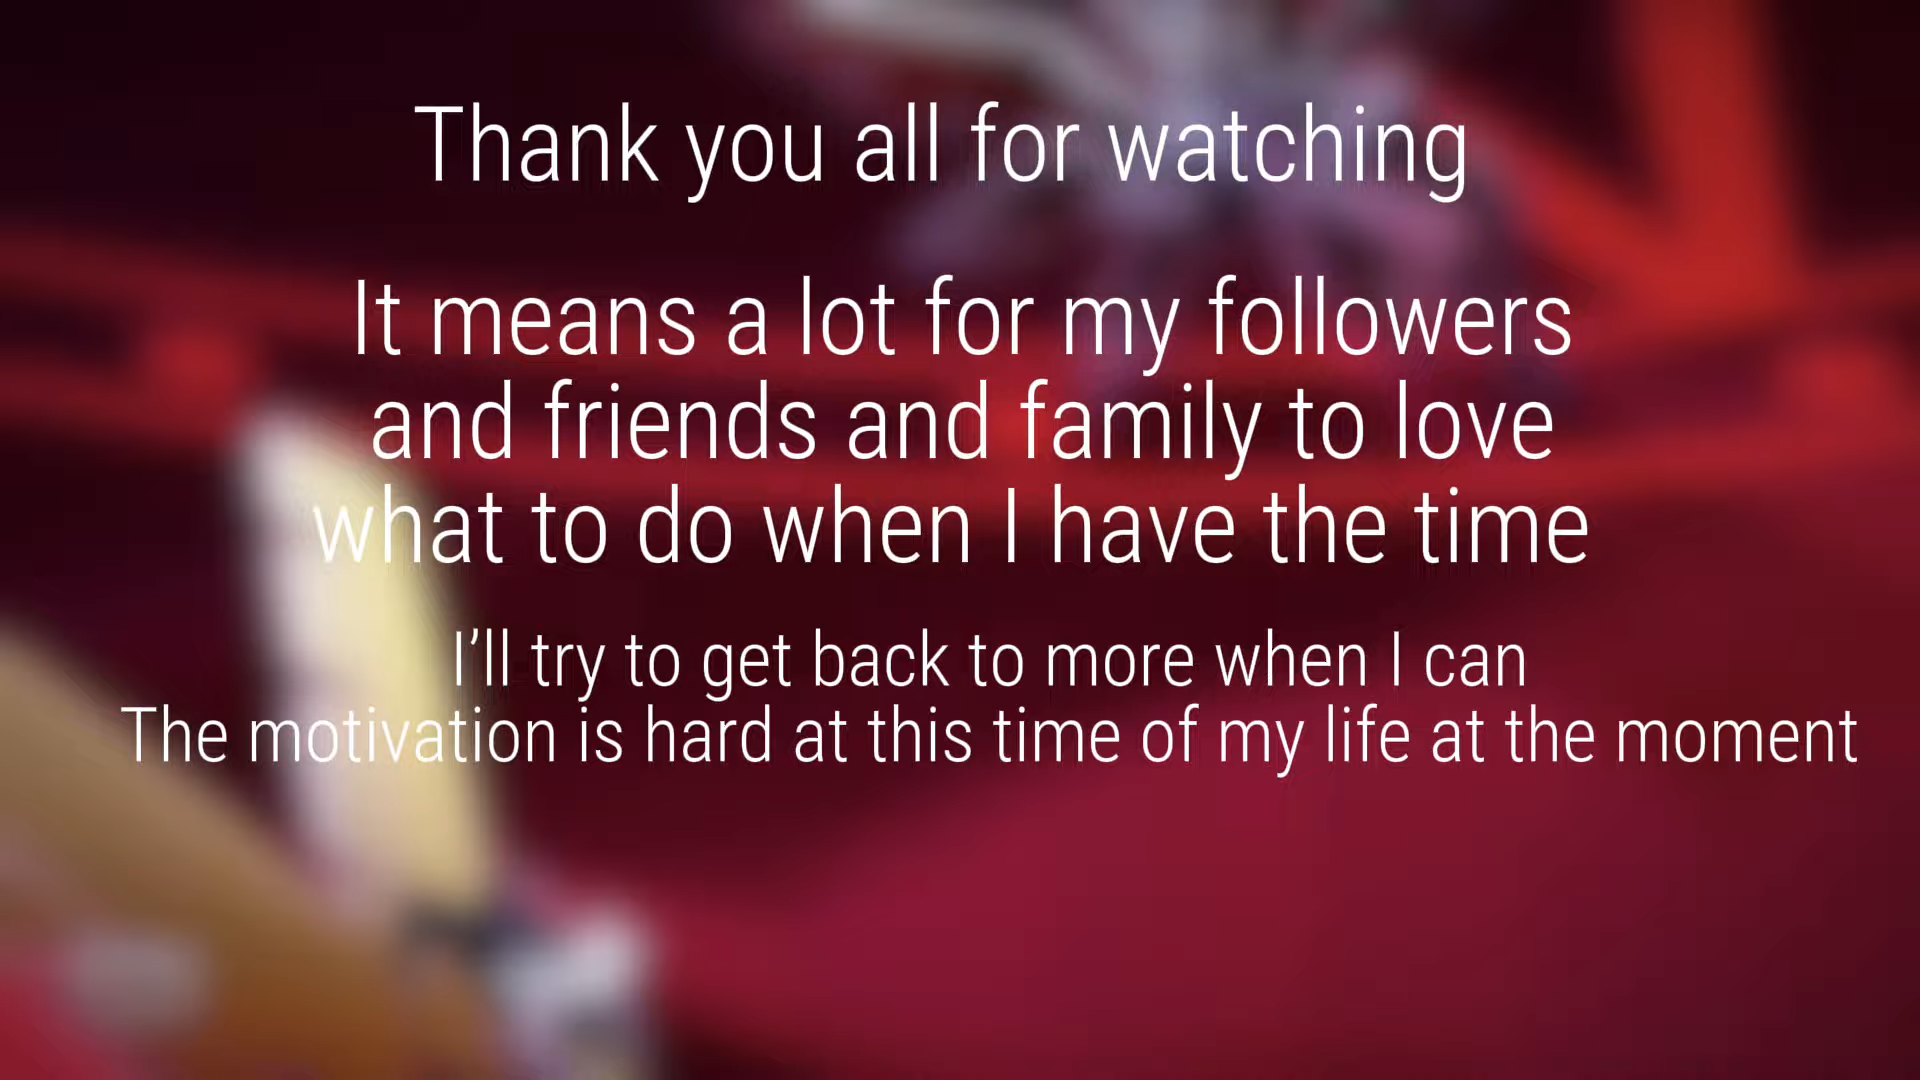 Thank you all for watching
It means a lot for my followers
and friends and family to love
what to do when I have the time
I’ll try to get back to more when I can
The motivation is hard at this time of my life at the moment